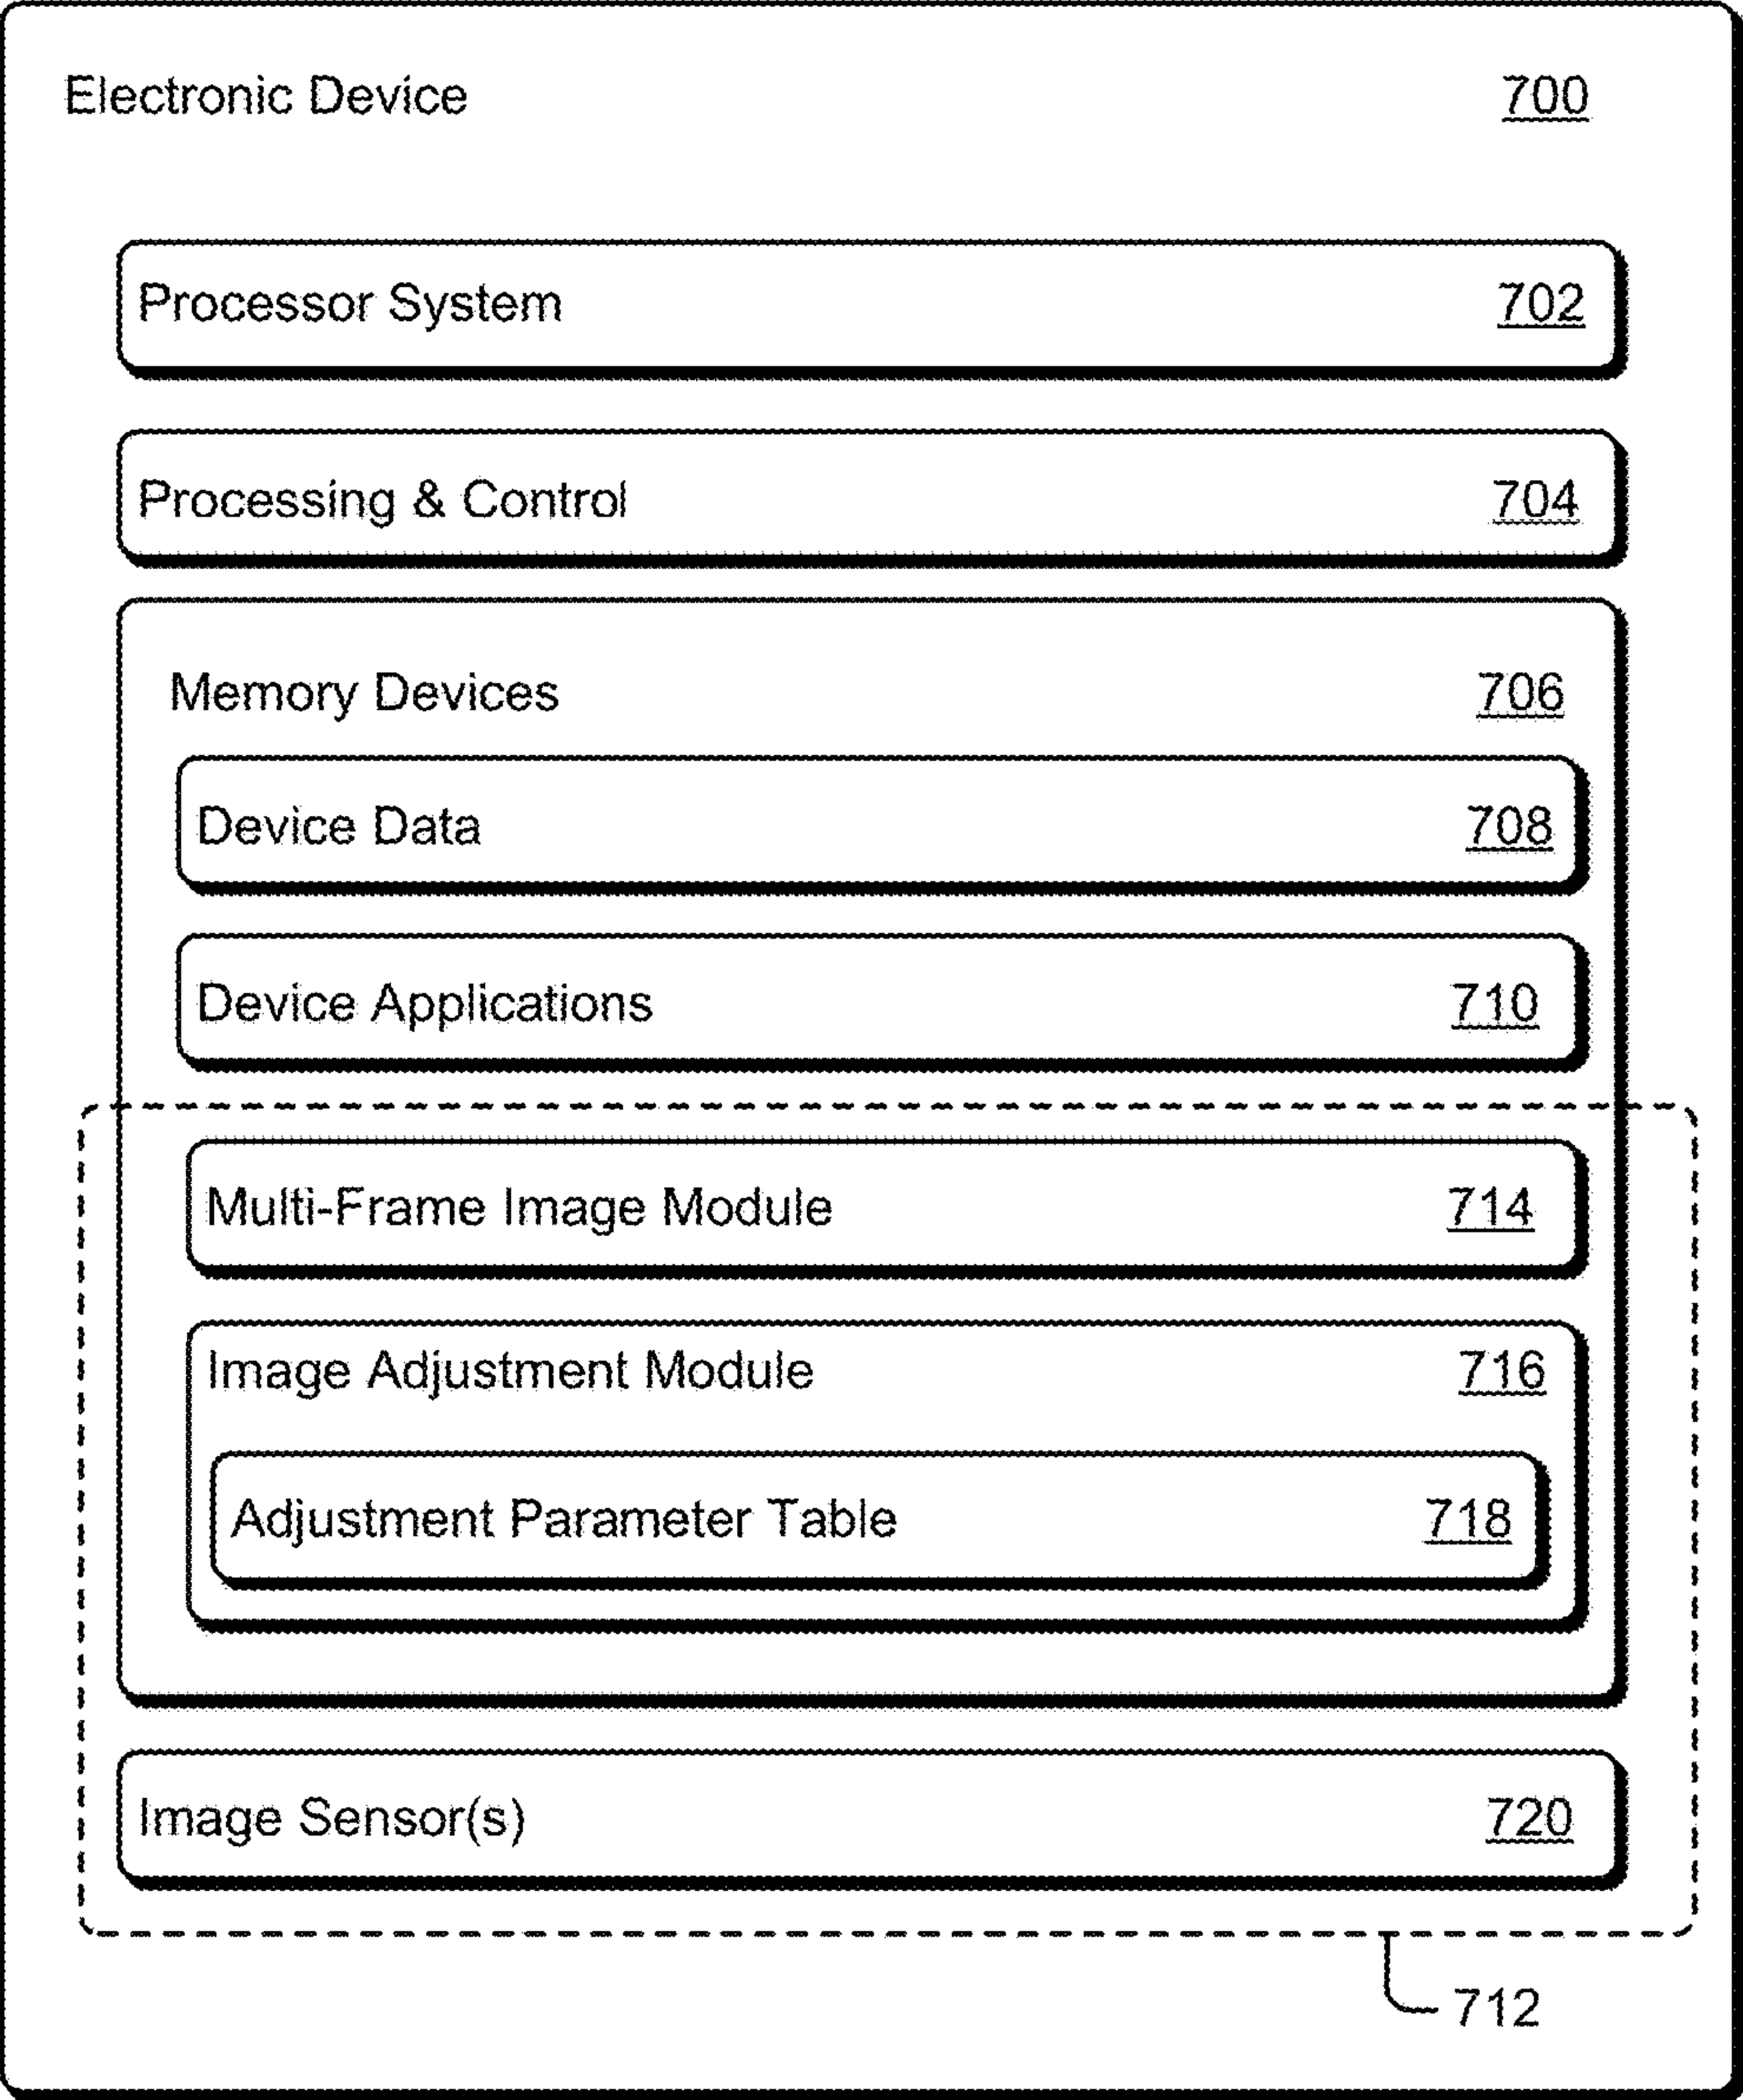 Electronic Device 700
Processor System 702
Processing & Control 704
Memory Devices 706
Device Data 708
Device Applications 710
Multi-Frame Image Module 714
Image Adjustment Module 716
Adjustment Parameter Table 718
Image Sensor(s) 720
712